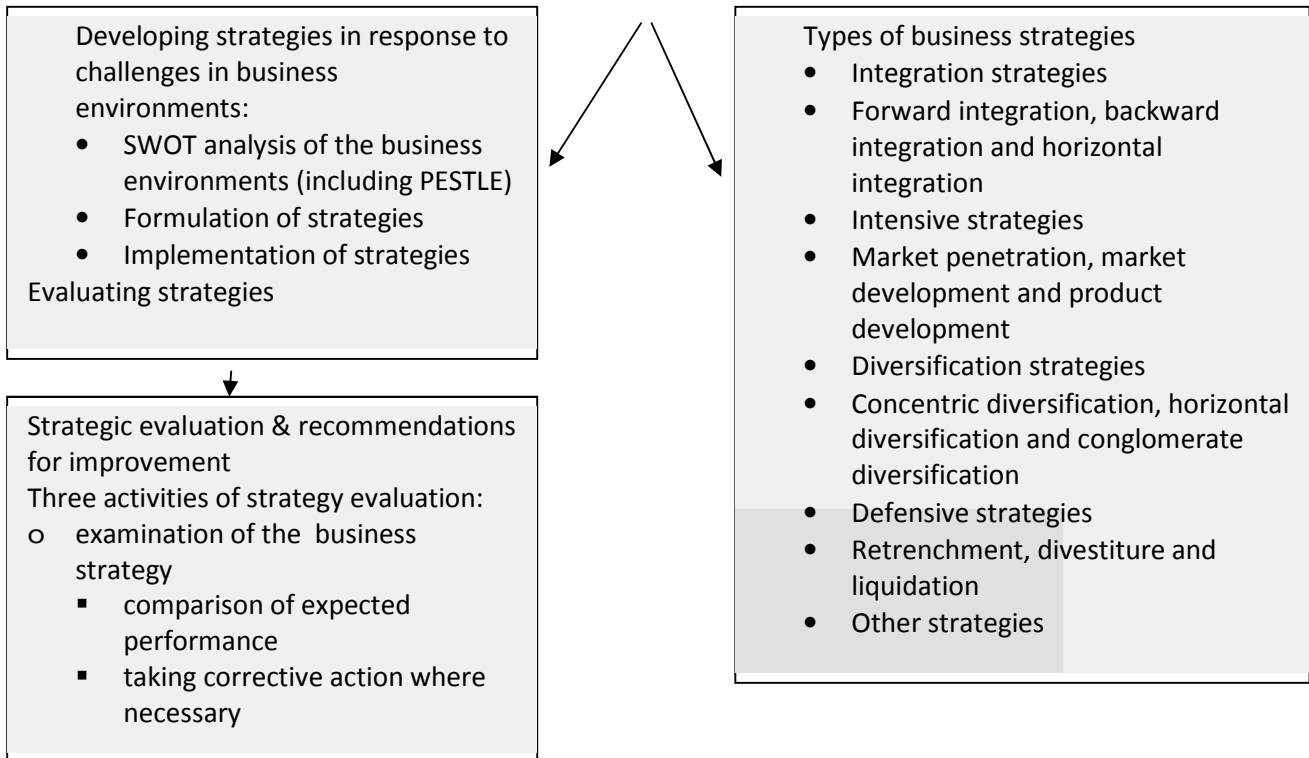 Developing strategies in response to
challenges in business
environments:
• SWOT analysis of the business
environments (including PESTLE)
• Formulation of strategies
• Implementation of strategies
Evaluating strategies
Strategic evaluation & recommendations
for improvement
Three activities of strategy evaluation:
o examination of the business
strategy
▪ comparison of expected
performance
▪ taking corrective action where
necessary
Types of business strategies
• Integration strategies
• Forward integration, backward
integration and horizontal
integration
• Intensive strategies
• Market penetration, market
development and product
development
• Diversification strategies
• Concentric diversification, horizontal
diversification and conglomerate
diversification
• Defensive strategies
• Retrenchment, divestiture and
liquidation
• Other strategies